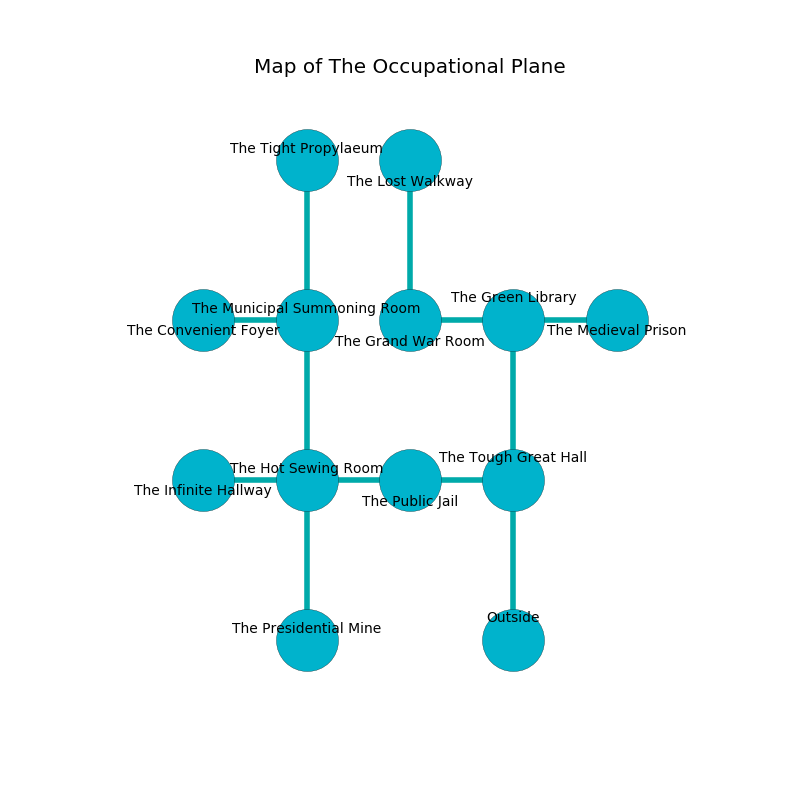 Map of The Occupational Plane
The Tight Propylaeum
The Lost Walkway
The Green Library
The Municipal Summoning Room
The Convenient Foyer
The Medieval Prison
The Grand War Room
The Tough Great Hall
The Hot Sewing Room
The Infinite Hallway
The Public Jail
Outside
The Presidential Mine